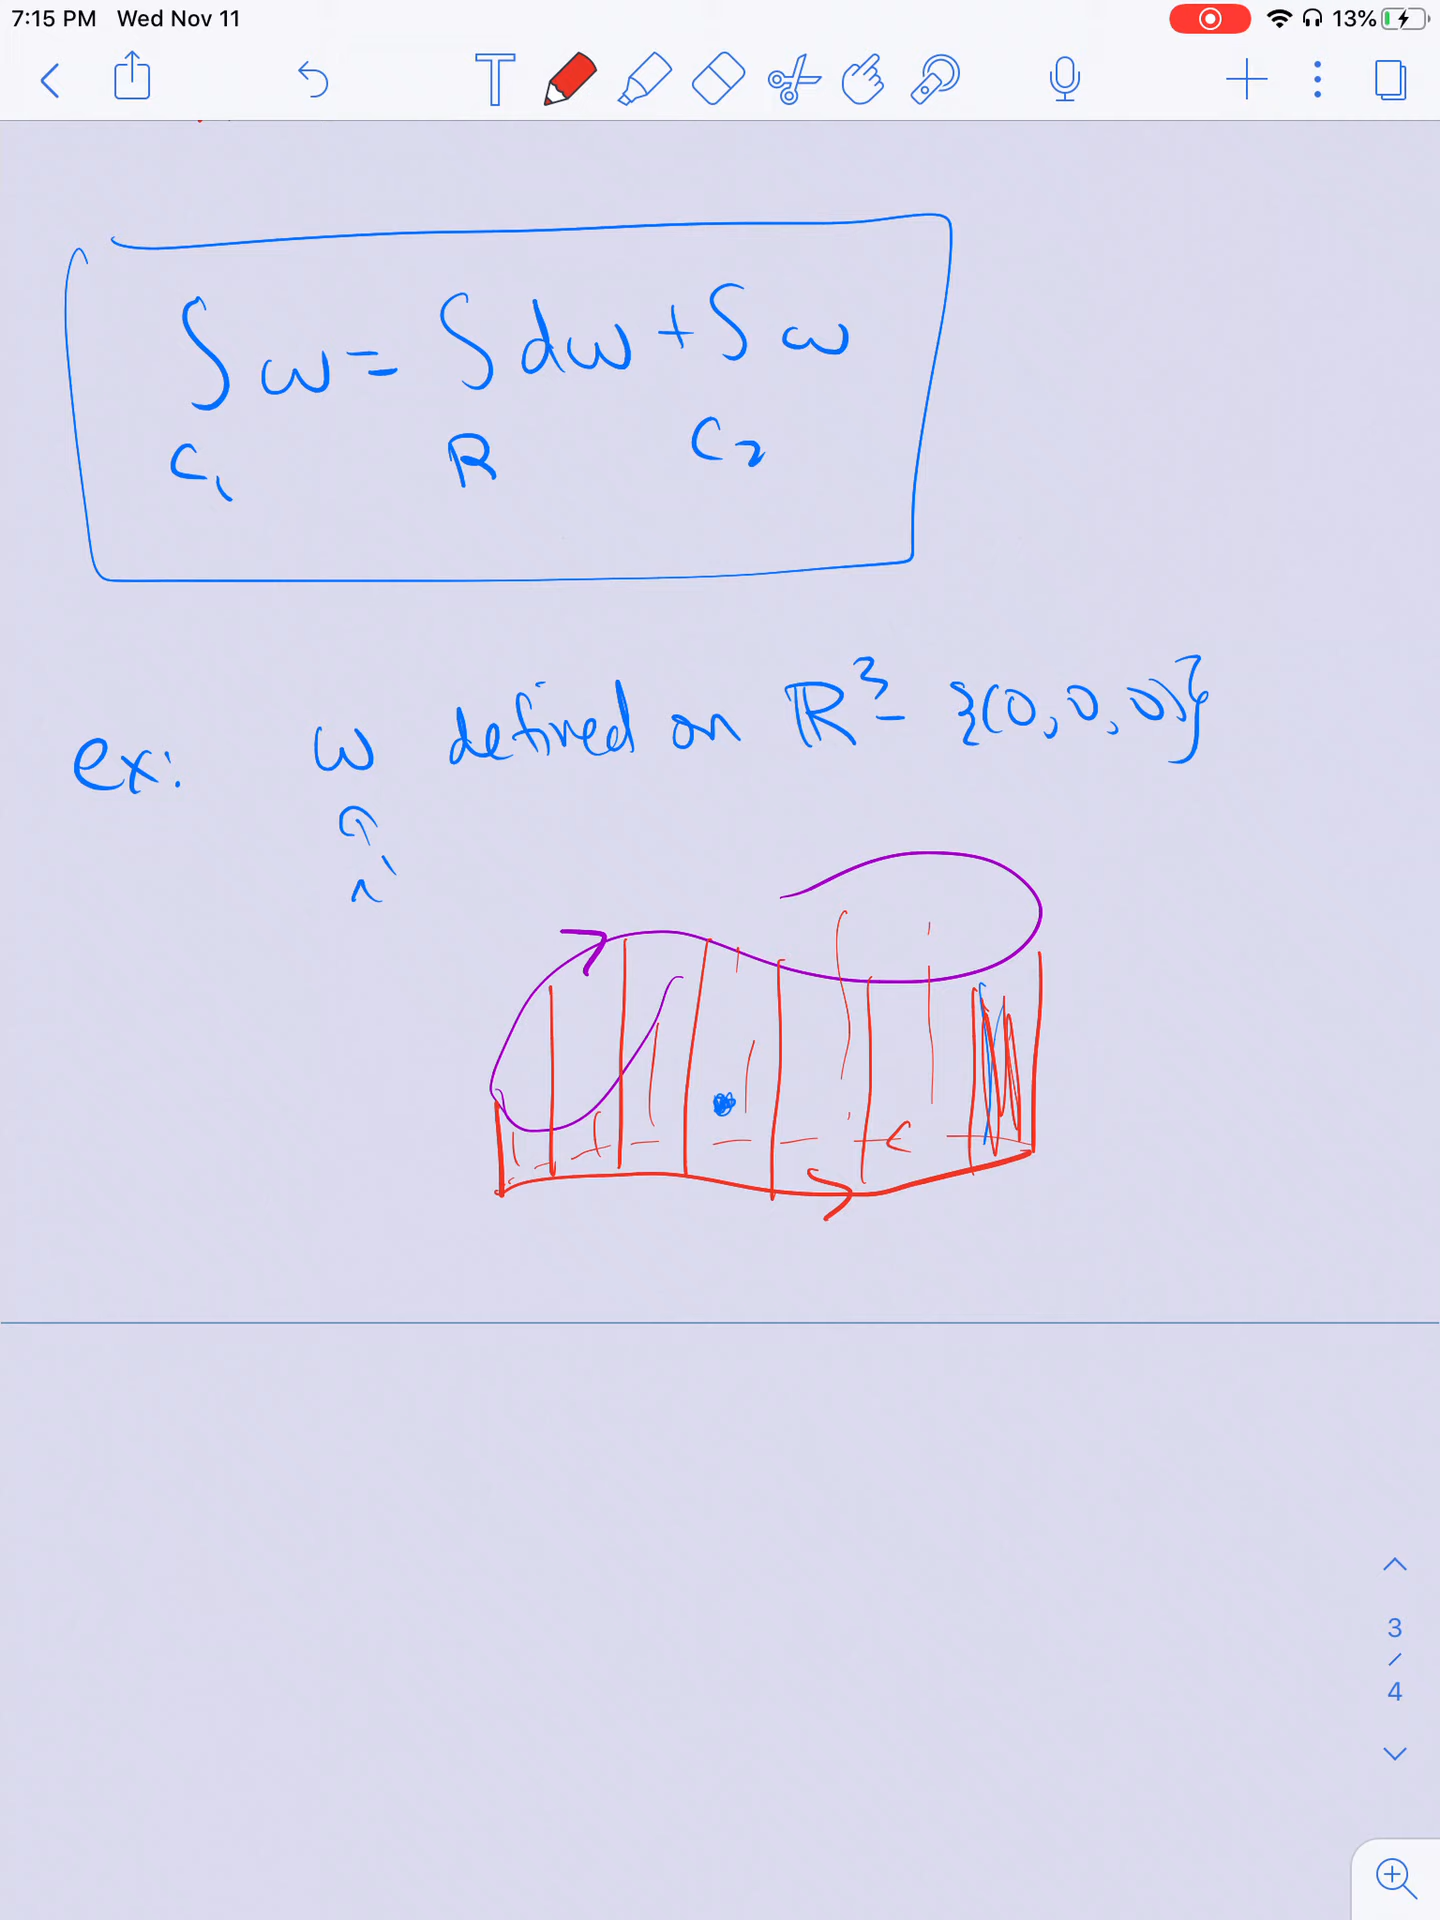 7:15 PM Wed Nov 11 13%
T
∫ ω = ∫ dω + ∫ ω
C₁ R C₂
ex: ω defined on ℝ³ - {(0,0,0)}
3
/
4